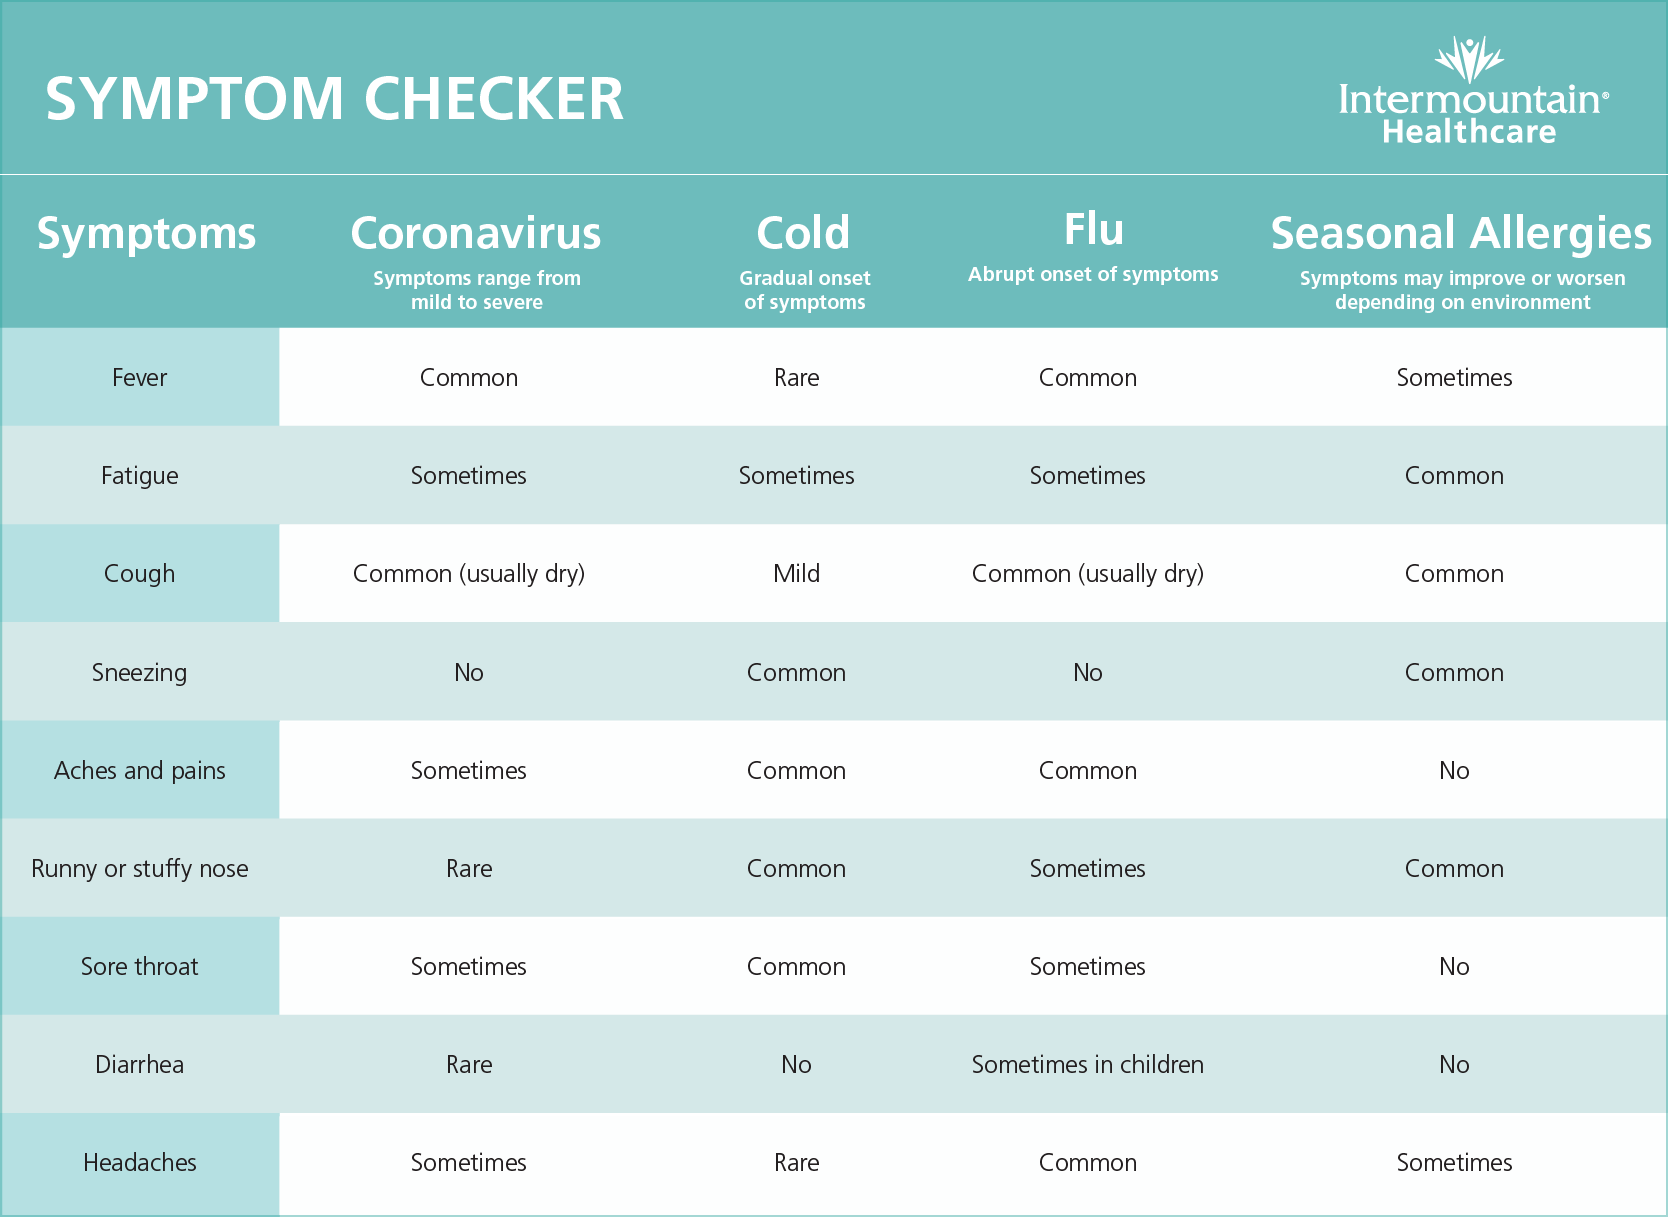 SYMPTOM CHECKER
Intermountain®
Healthcare
Symptoms Coronavirus Cold Flu Seasonal Allergies
Symptoms range from Gradual onset Abrupt onset of symptoms Symptoms may improve or worsen
mild to severe of symptoms depending on environment
Fever Common Rare Common Sometimes
Fatigue Sometimes Sometimes Sometimes Common
Cough Common (usually dry) Mild Common (usually dry) Common
Sneezing No Common No Common
Aches and pains Sometimes Common Common No
Runny or stuffy nose Rare Common Sometimes Common
Sore throat Sometimes Common Sometimes No
Diarrhea Rare No Sometimes in children No
Headaches Sometimes Rare Common Sometimes